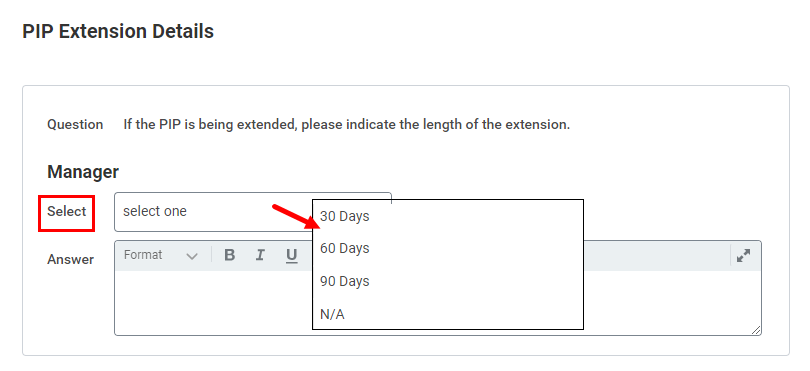 PIP Extension Details
Question If the PIP is being extended, please indicate the length of the extension.
Manager
Select select one
30 Days
60 Days
90 Days
N/A
Answer Format B I U